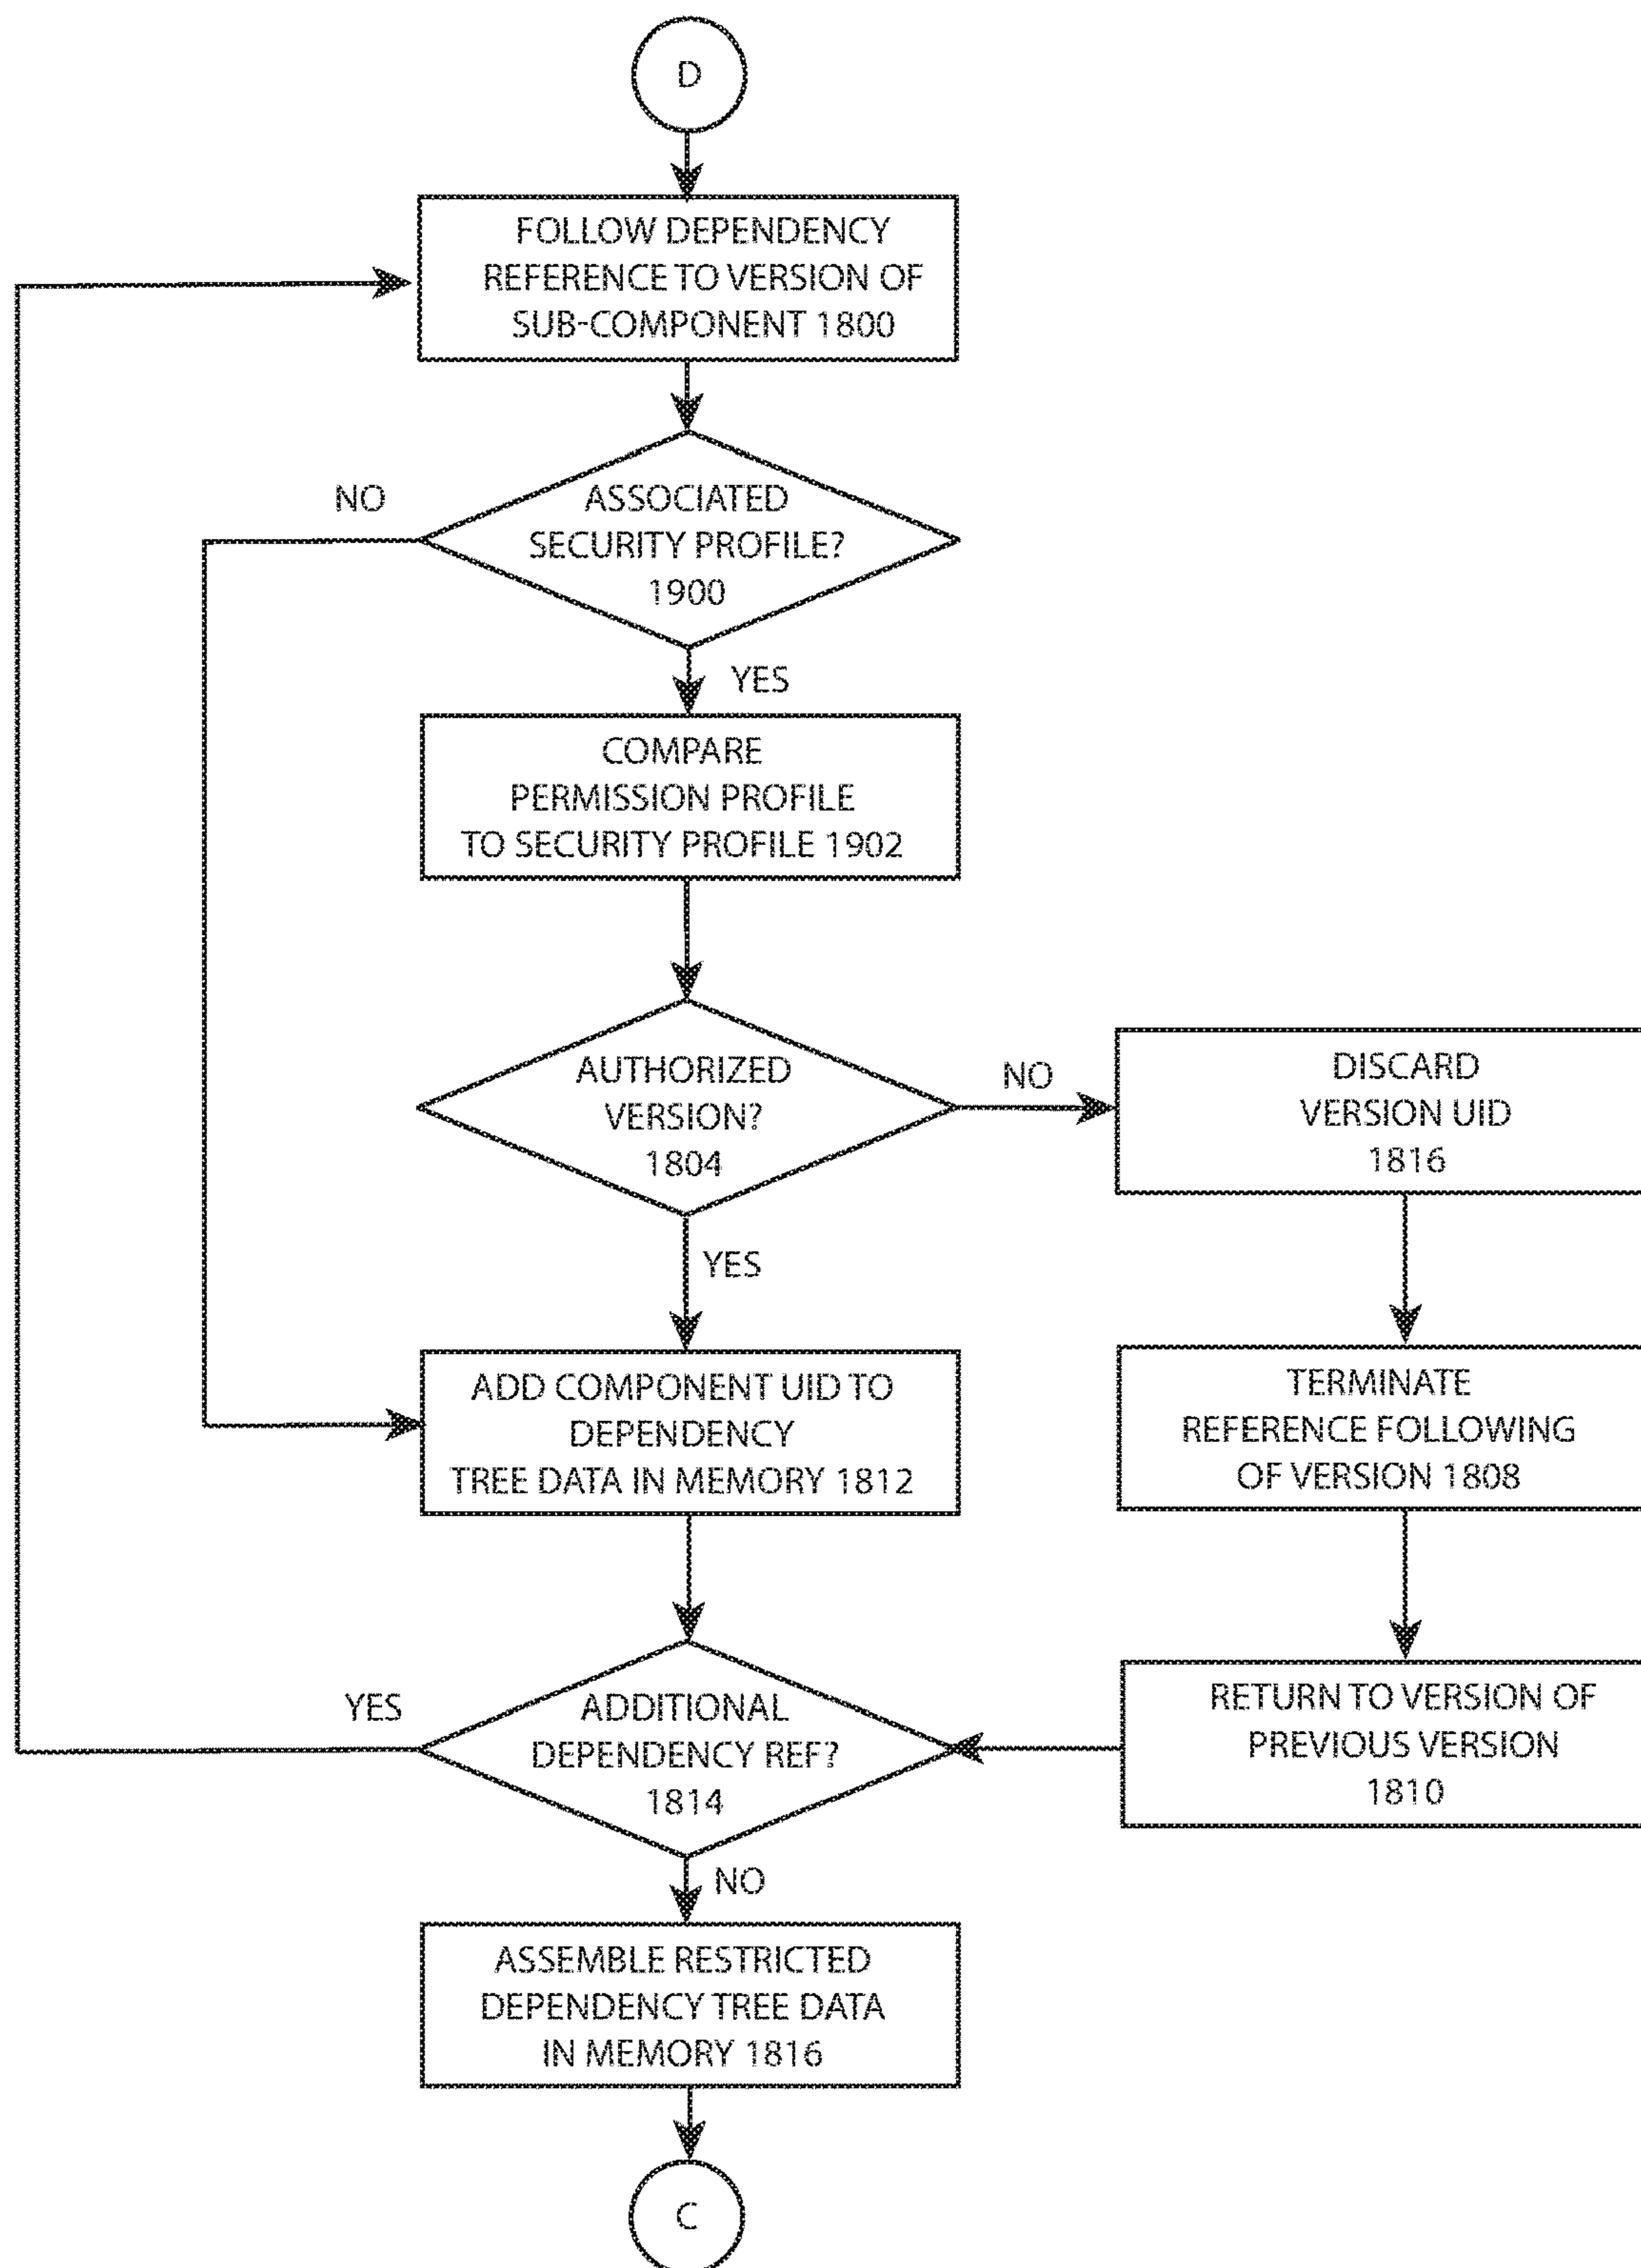 D
FOLLOW DEPENDENCY
REFERENCE TO VERSION OF
SUB-COMPONENT 1800
NO
ASSOCIATED
SECURITY PROFILE?
1900
YES
COMPARE
PERMISSION PROFILE
TO SECURITY PROFILE 1902
AUTHORIZED
VERSION?
1804
NO
DISCARD
VERSION UID
1816
YES
ADD COMPONENT UID TO
DEPENDENCY
TREE DATA IN MEMORY 1812
TERMINATE
REFERENCE FOLLOWING
OF VERSION 1808
YES
ADDITIONAL
DEPENDENCY REF?
1814
RETURN TO VERSION OF
PREVIOUS VERSION
1810
NO
ASSEMBLE RESTRICTED
DEPENDENCY TREE DATA
IN MEMORY 1816
C